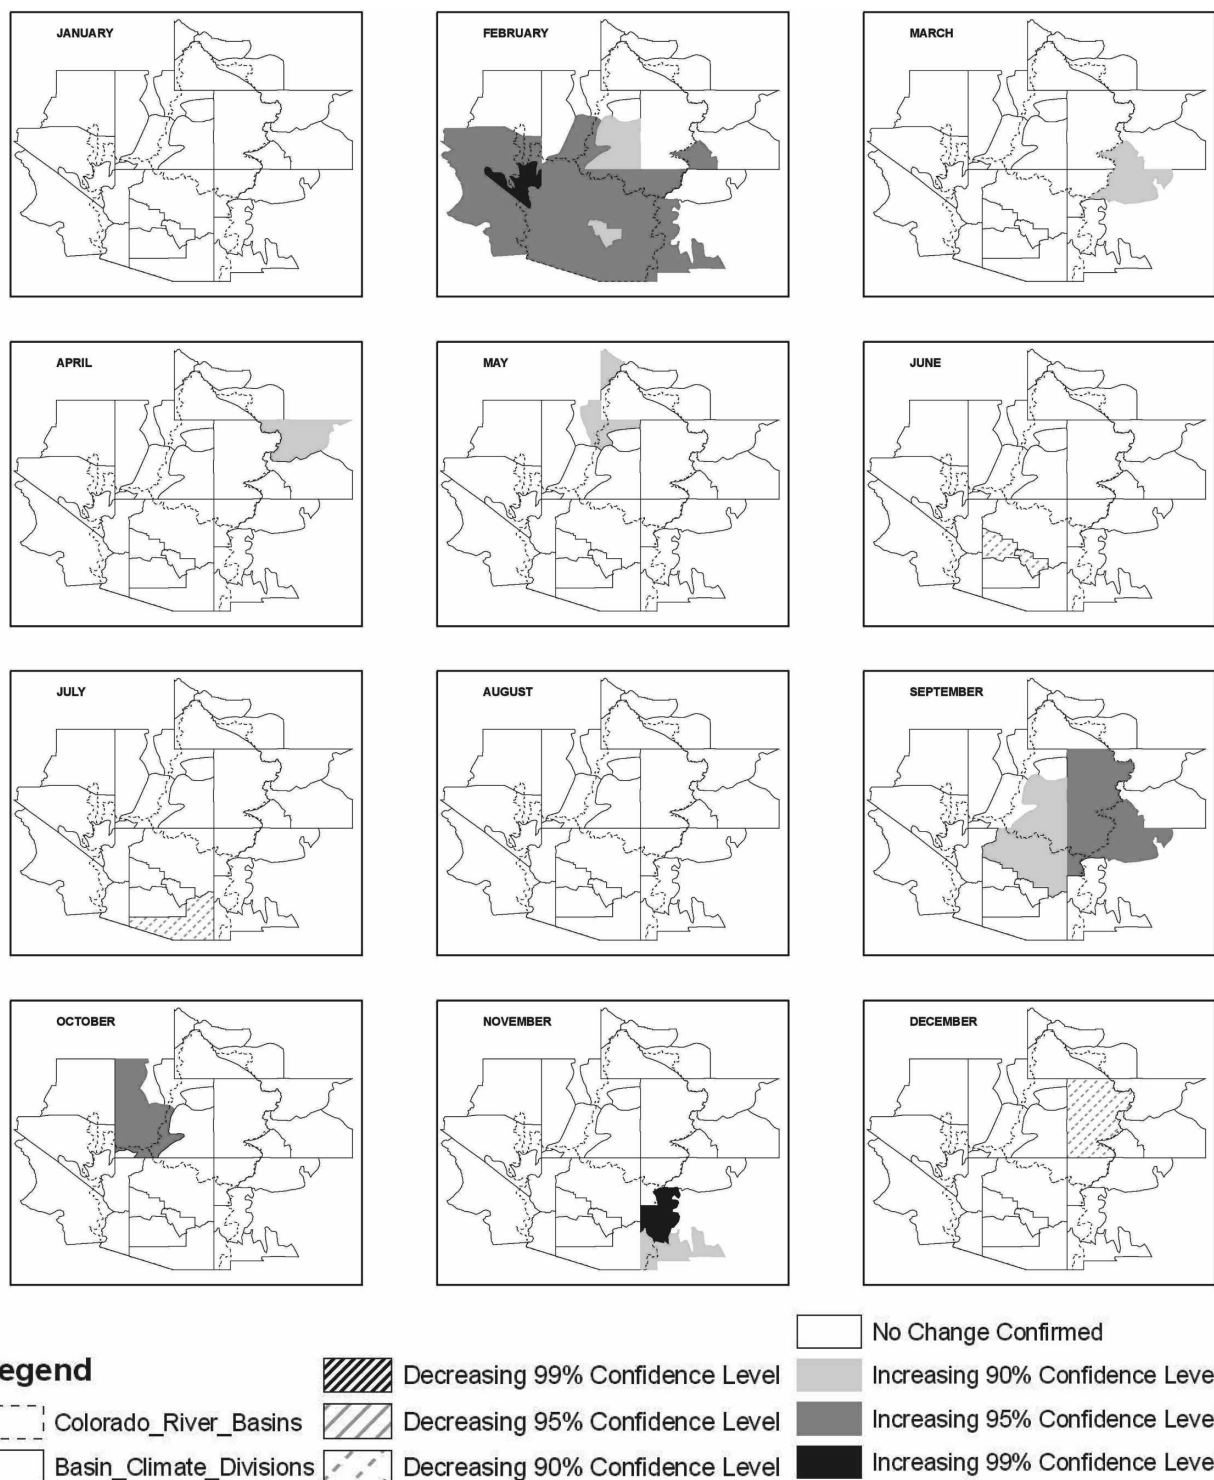 JANUARY
FEBRUARY
MARCH
APRIL
MAY
JUNE
JULY
AUGUST
SEPTEMBER
OCTOBER
NOVEMBER
DECEMBER
egend
Colorado_River_Basins
Basin_Climate_Divisions
Decreasing 99% Confidence Level
Decreasing 95% Confidence Level
Decreasing 90% Confidence Level
No Change Confirmed
Increasing 90% Confidence Leve
Increasing 95% Confidence Leve
Increasing 99% Confidence Leve